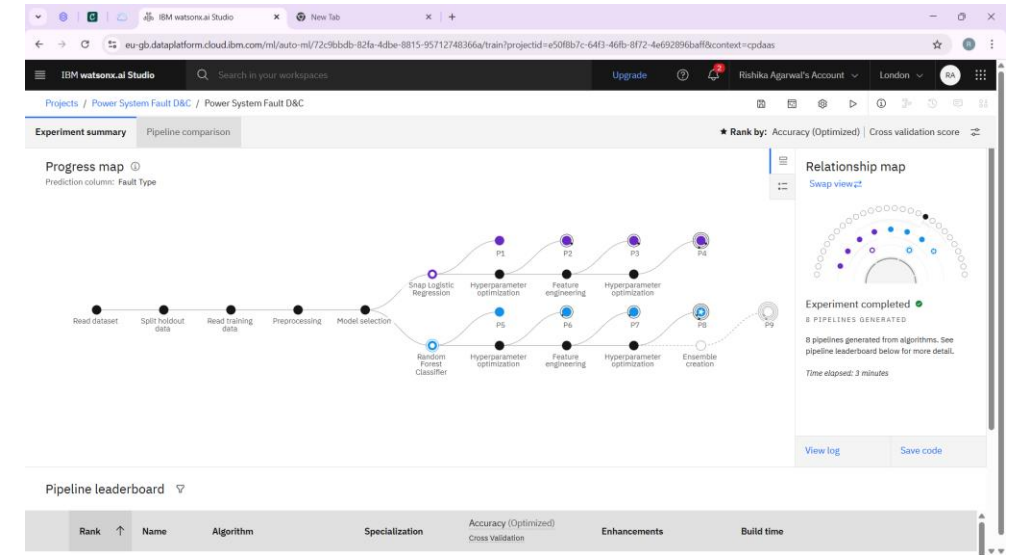 IBM watsonx.ai Studio
New Tab
eu-gb.dataplatform.cloud.ibm.com/ml/auto-ml/72c9bbdb-82fa-4dbe-8815-95712748366a/train?projectid=e50f8b7c-64f3-46fb-8f72-4e692896baff&context=cpdaas
IBM watsonx.ai Studio
Search in your workspaces
Upgrade
2
Rishika Agarwal's Account
London
RA
Projects / Power System Fault D&C / Power System Fault D&C
Experiment summary
Pipeline comparison
★ Rank by: Accuracy (Optimized) | Cross validation score
Progress map
Prediction column: Fault Type
Relationship map
Swap view
P1
P2
P3
P4
Snap Logistic Regression
Hyperparameter optimization
Feature engineering
Hyperparameter optimization
Read dataset
Split holdout data
Read training data
Preprocessing
Model selection
P5
P6
P7
P8
P9
Random Forest Classifier
Hyperparameter optimization
Feature engineering
Hyperparameter optimization
Ensemble creation
Experiment completed
8 PIPELINES GENERATED
8 pipelines generated from algorithms. See
pipeline leaderboard below for more detail.
Time elapsed: 3 minutes
View log
Save code
Pipeline leaderboard
Rank ↑
Name
Algorithm
Specialization
Accuracy (Optimized)
Cross Validation
Enhancements
Build time